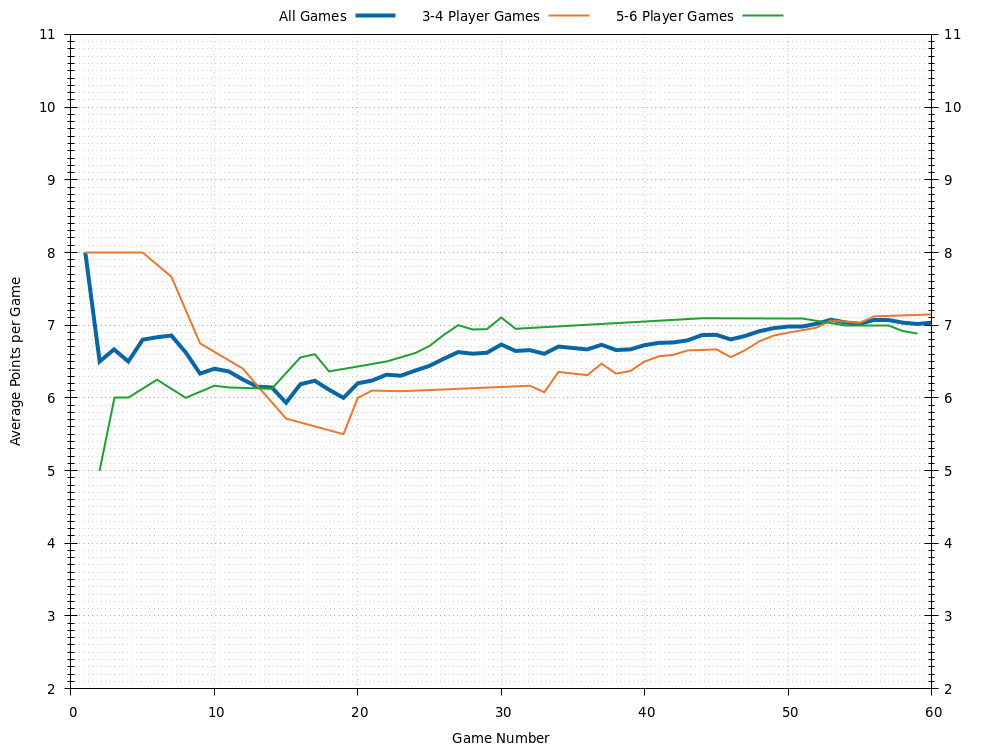 All Games 3-4 Player Games 5-6 Player Games
11 11
10 10
9 9
8 8
7 7
6 6
5 5
4 4
3 3
2 2
Average Points per Game
0 10 20 30 40 50 60
Game Number